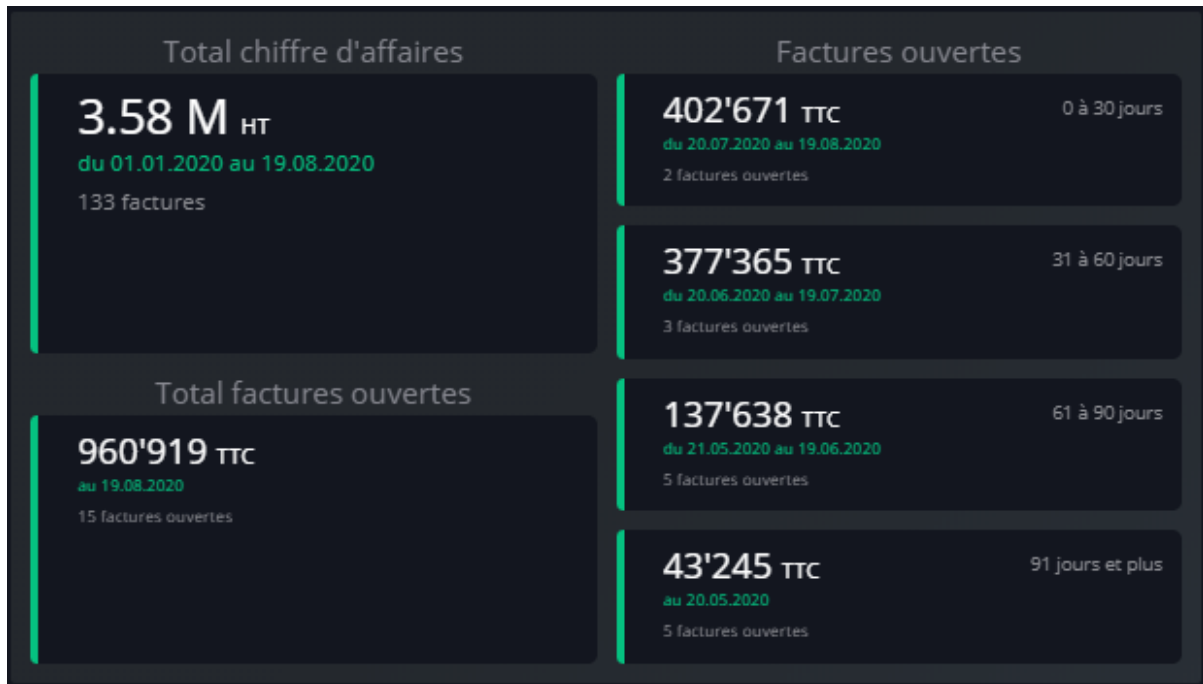 Total chiffre d'affaires
3.58 M HT
du 01.01.2020 au 19.08.2020
133 factures
Total factures ouvertes
960'919 TTC
au 19.08.2020
15 factures ouvertes
Factures ouvertes
402'671 TTC
0 à 30 jours
du 20.07.2020 au 19.08.2020
2 factures ouvertes
377'365 TTC
31 à 60 jours
du 20.06.2020 au 19.07.2020
3 factures ouvertes
137'638 TTC
61 à 90 jours
du 21.05.2020 au 19.06.2020
5 factures ouvertes
43'245 TTC
91 jours et plus
au 20.05.2020
5 factures ouvertes